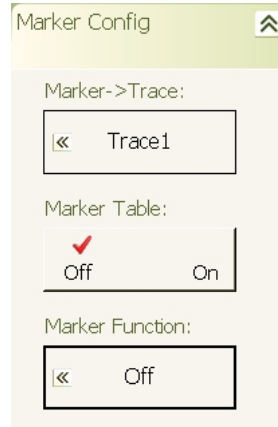 Marker Config
Marker->Trace:
Trace1
Marker Table:
Off On
Marker Function:
Off